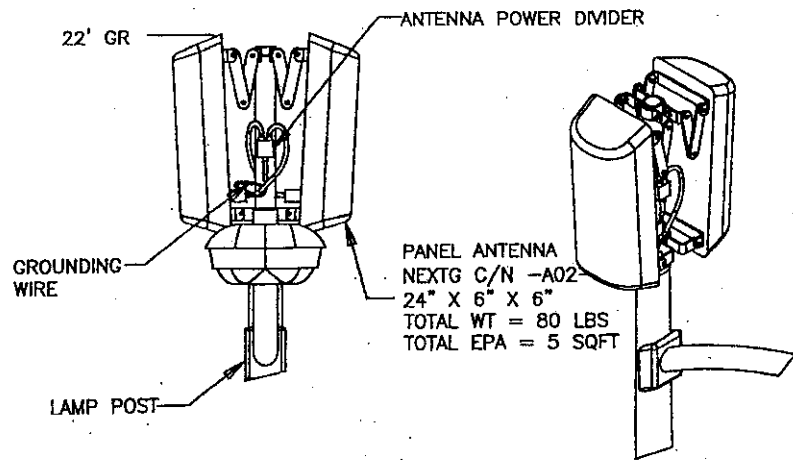 22' GR
ANTENNA POWER DIVIDER
GROUNDING
WIRE
PANEL ANTENNA
NEXTG C/N -A02-
24" X 6" X 6"
TOTAL WT = 80 LBS
TOTAL EPA = 5 SQFT
LAMP POST